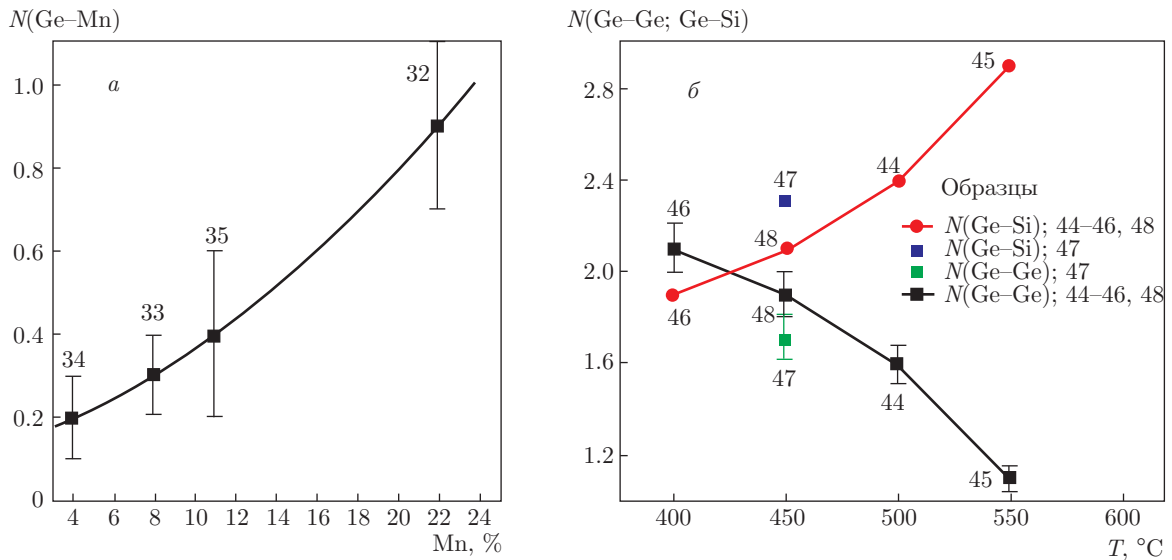 N(Ge–Mn)
а
1.0
0.8
0.6
0.4
0.2
0
34
33
35
32
4 6 8 10 12 14 16 18 20 22 24
Mn, %
N(Ge–Ge; Ge–Si)
б
2.8
2.4
2.0
1.6
1.2
45
44
47
48
46
46
48
47
44
45
Образцы
N(Ge–Si); 44–46, 48
N(Ge–Si); 47
N(Ge–Ge); 47
N(Ge–Ge); 44–46, 48
400 450 500 550 600
T, °C